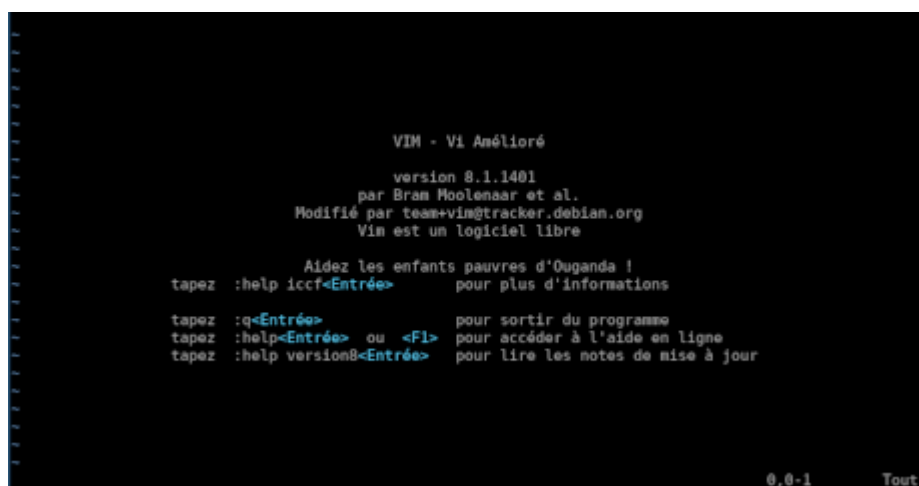 ~
~
~
~
~
~
~ VIM - Vi Amélioré
~
~ version 8.1.1401
~ par Bram Moolenaar et al.
~ Modifié par team+vim@tracker.debian.org
~ Vim est un logiciel libre
~
~ Aidez les enfants pauvres d'Ouganda !
~ tapez :help iccf<Entrée> pour plus d'informations
~
~ tapez :q<Entrée> pour sortir du programme
~ tapez :help<Entrée> ou <F1> pour accéder à l'aide en ligne
~ tapez :help version8<Entrée> pour lire les notes de mise à jour
~
~
~
~
~
~
0,0-1 Tout